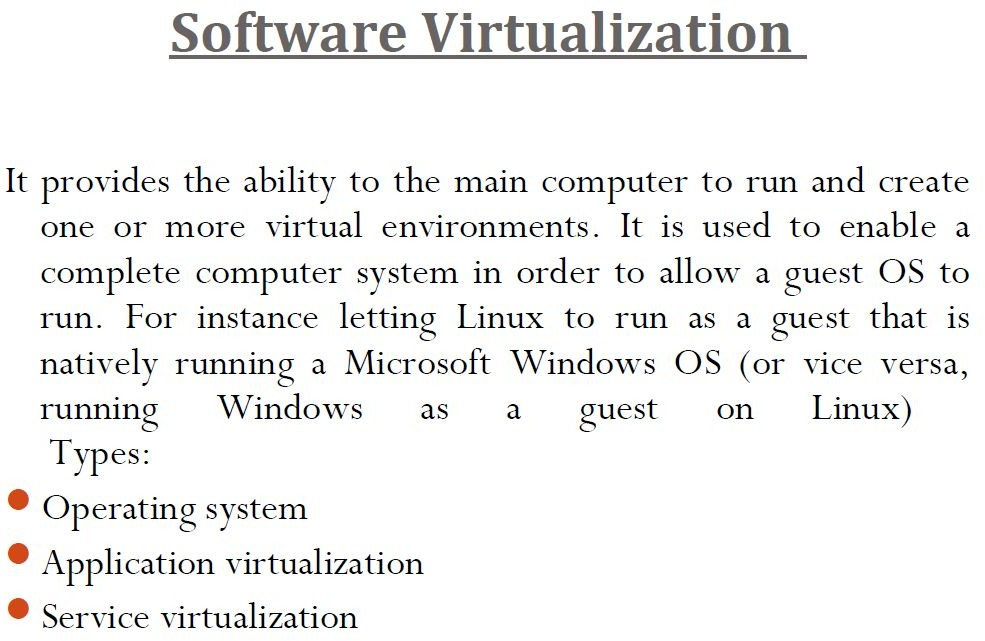 Software Virtualization
It provides the ability to the main computer to run and create
one or more virtual environments. It is used to enable a
complete computer system in order to allow a guest OS to
run. For instance letting Linux to run as a guest that is
natively running a Microsoft Windows OS (or vice versa,
running Windows as a guest on Linux)
Types:
Operating system
Application virtualization
Service virtualization